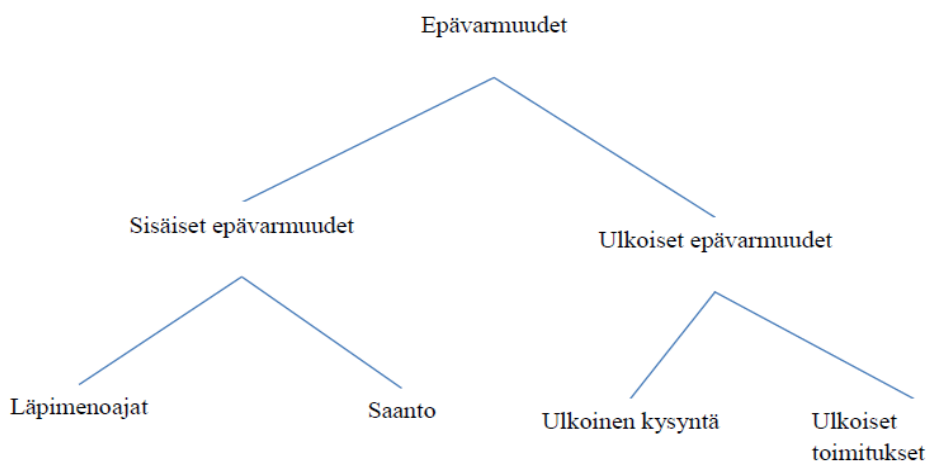 Epävarmuudet
Sisäiset epävarmuudet
Ulkoiset epävarmuudet
Läpimenoajat
Saanto
Ulkoinen kysyntä
Ulkoiset
toimitukset